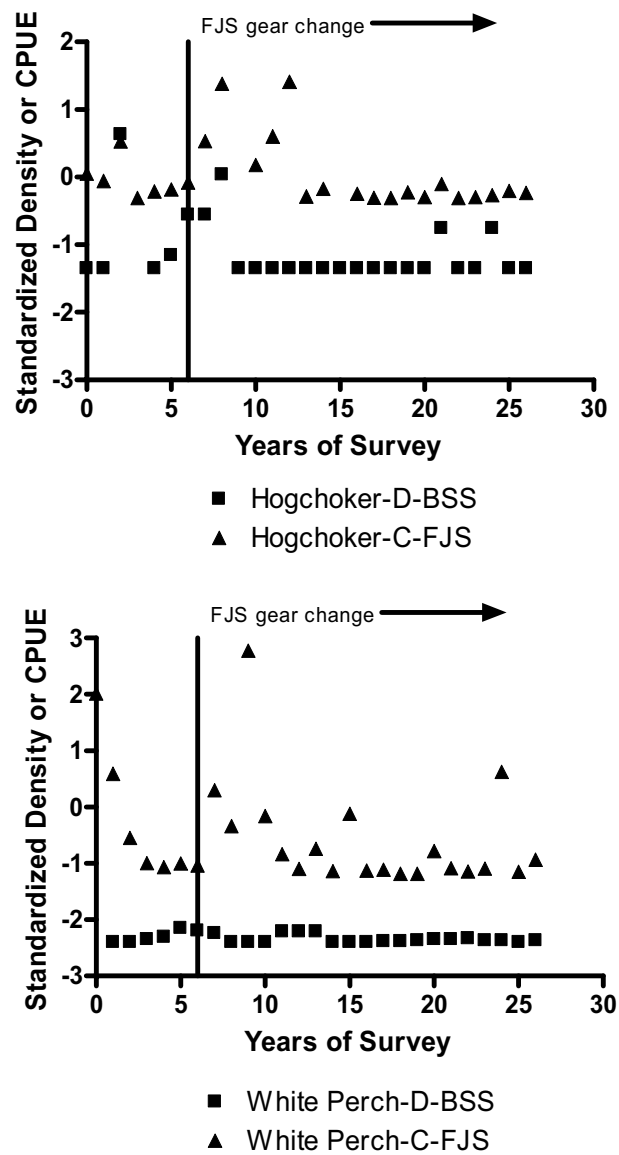 FJS gear change
Standardized Density or CPUE
2
1
0
-1
-2
-3
0 5 10 15 20 25 30
Years of Survey
Hogchoker-D-BSS
Hogchoker-C-FJS
FJS gear change
Standardized Density or CPUE
3
2
1
0
-1
-2
-3
0 5 10 15 20 25 30
Years of Survey
White Perch-D-BSS
White Perch-C-FJS